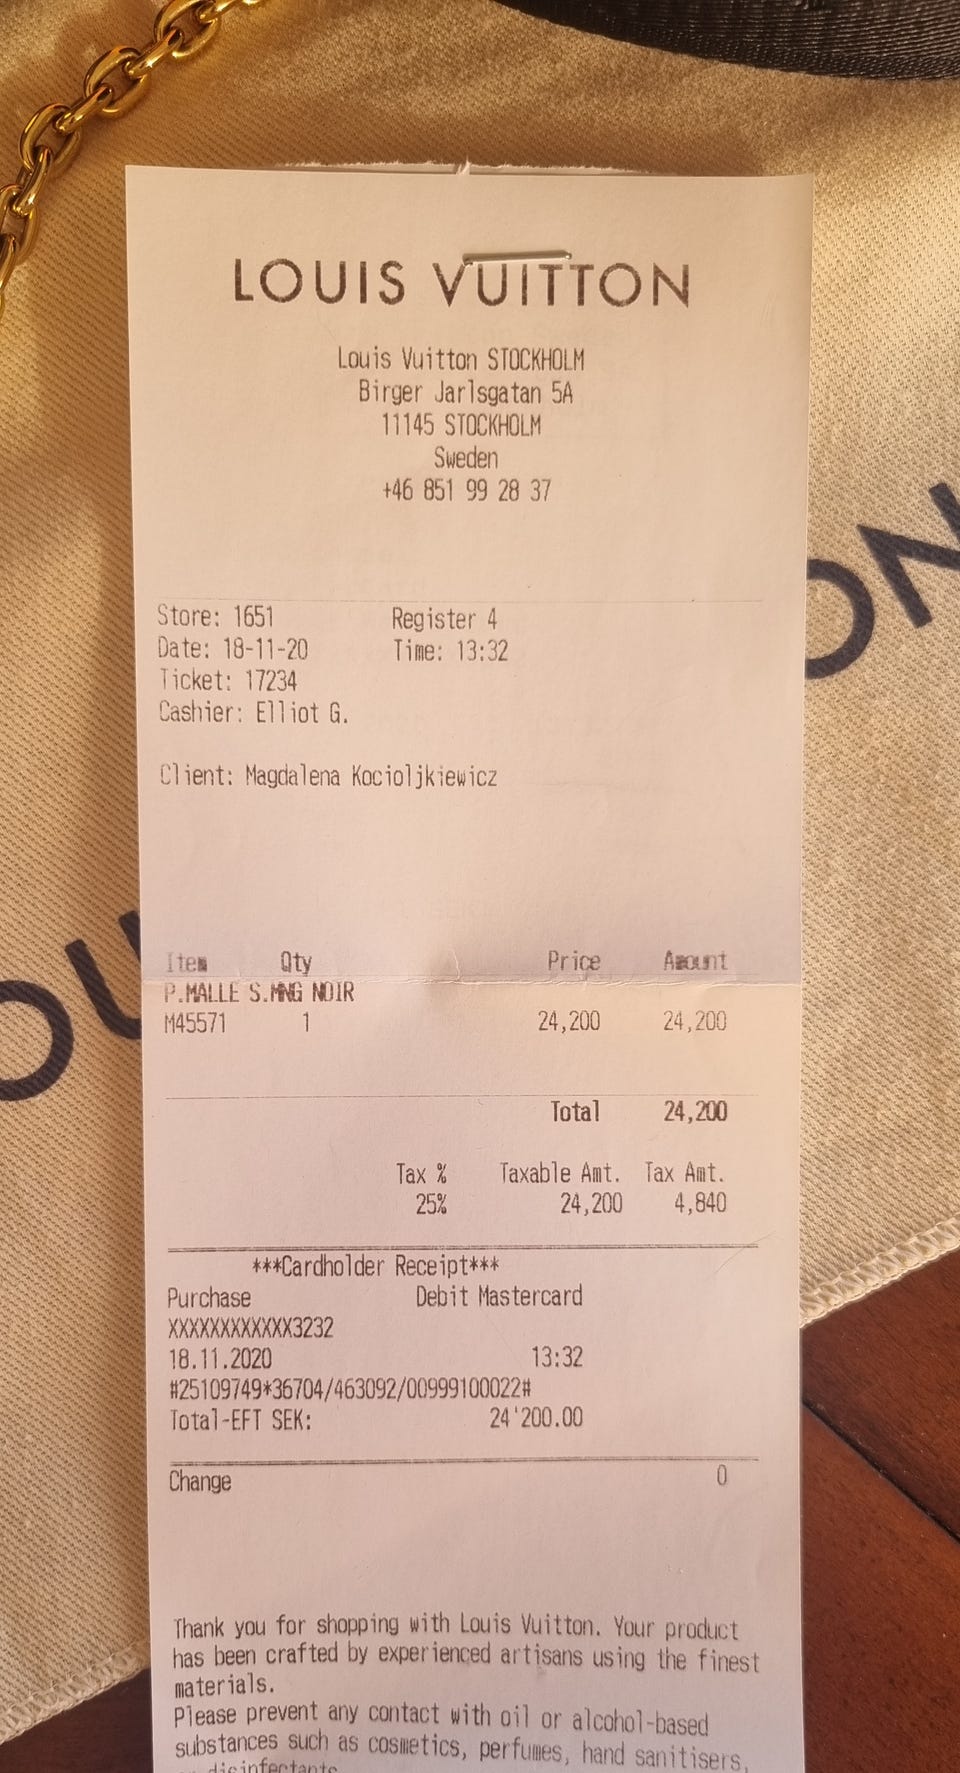 LOUIS VUITTON
Louis Vuitton STOCKHOLM
Birger Jarlsgatan 5A
11145 STOCKHOLM
Sweden
+46 851 99 28 37
Store: 1651 Register 4
Date: 18-11-20 Time: 13:32
Ticket: 17234
Cashier: Elliot G.
Client: Magdalena Kocioljkiewicz
Item Qty Price Amount
P.MALLE S.MNG NOIR
M45571 1 24,200 24,200
Total 24,200
Tax % Taxable Amt. Tax Amt.
25% 24,200 4,840
***Cardholder Receipt***
Purchase Debit Mastercard
XXXXXXXXXXXX3232
18.11.2020 13:32
#25109749*36704/463092/00999100022#
Total-EFT SEK: 24'200.00
Change 0
Thank you for shopping with Louis Vuitton. Your product
has been crafted by experienced artisans using the finest
materials.
Please prevent any contact with oil or alcohol-based
substances such as cosmetics, perfumes, hand sanitisers,
OU
ON